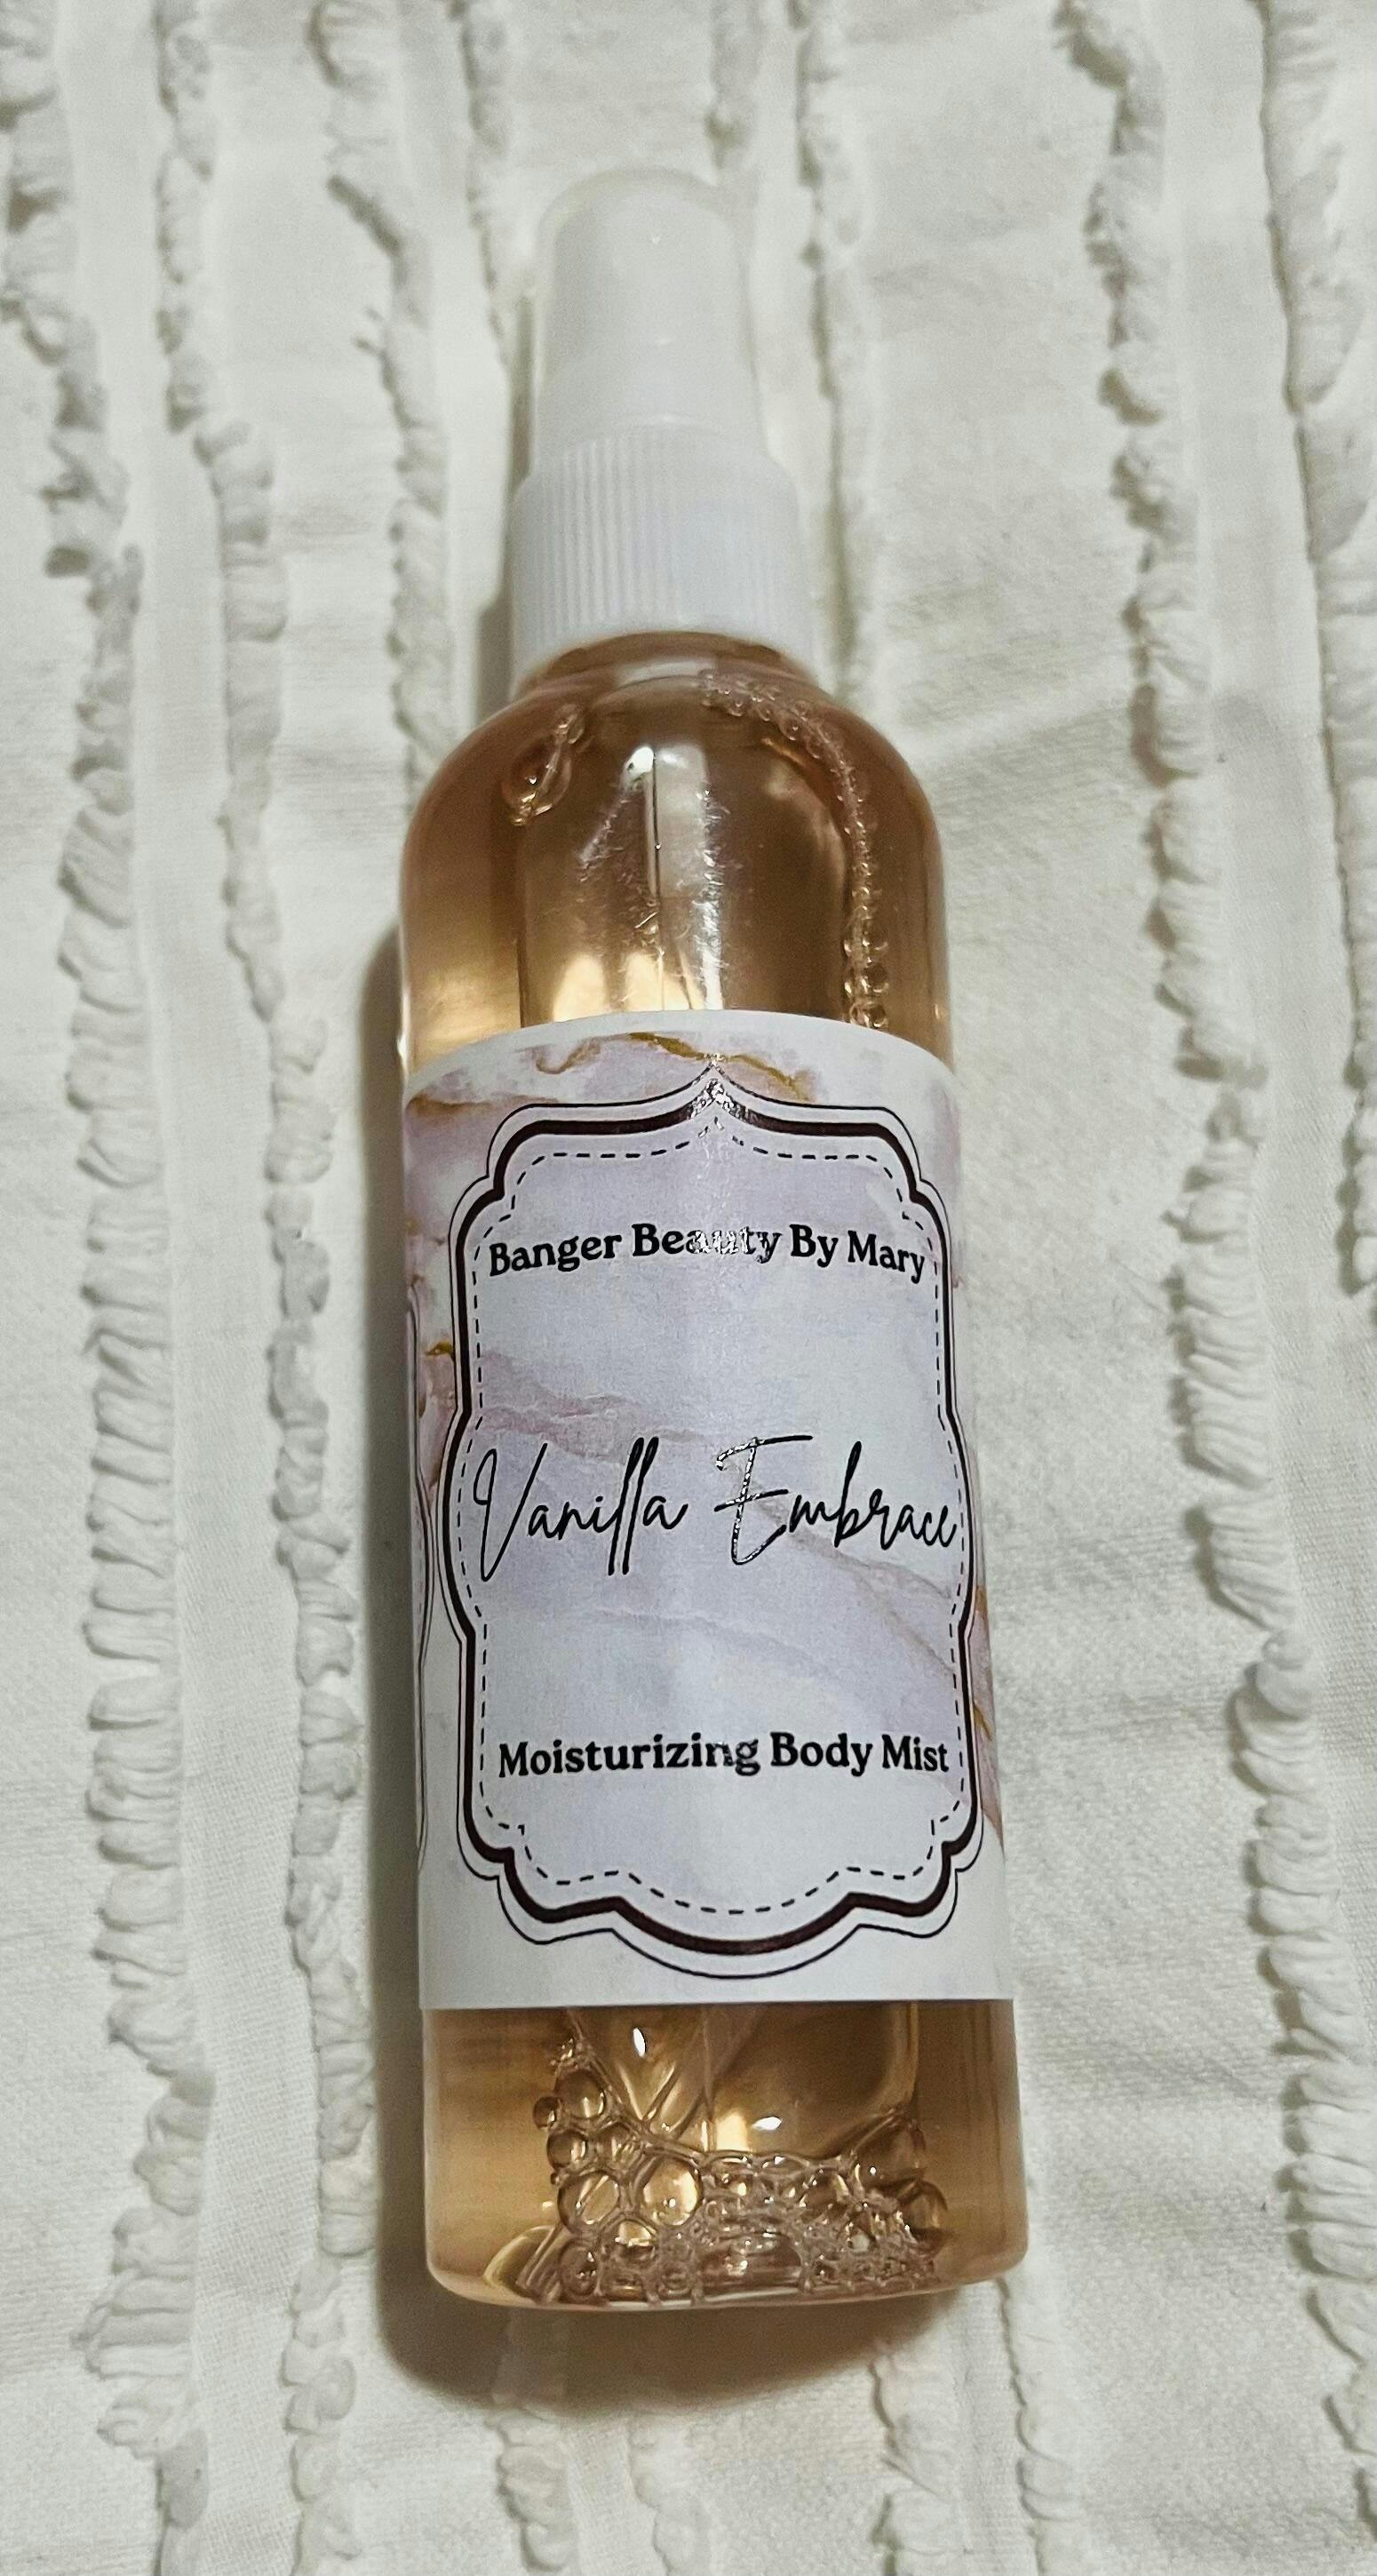 Banger Beauty By Mary
Vanilla Embrace
Moisturizing Body Mist